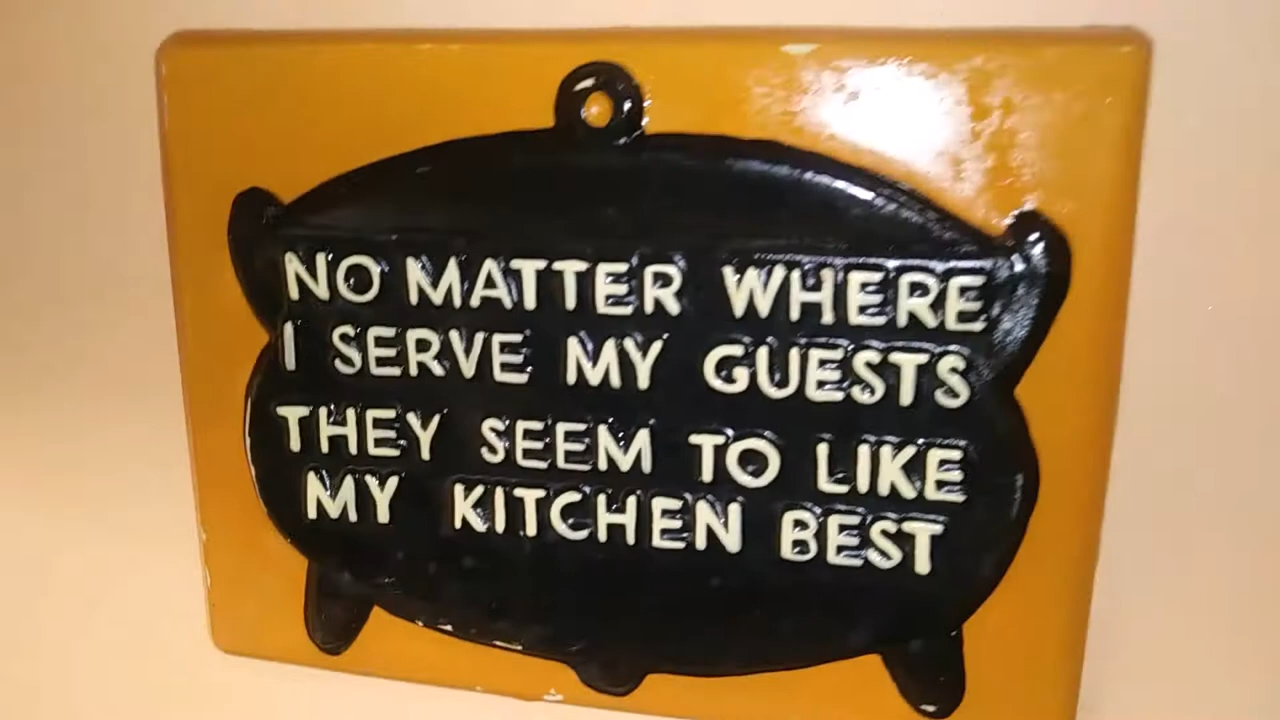 NO MATTER WHERE
I SERVE MY GUESTS
THEY SEEM TO LIKE
MY KITCHEN BEST